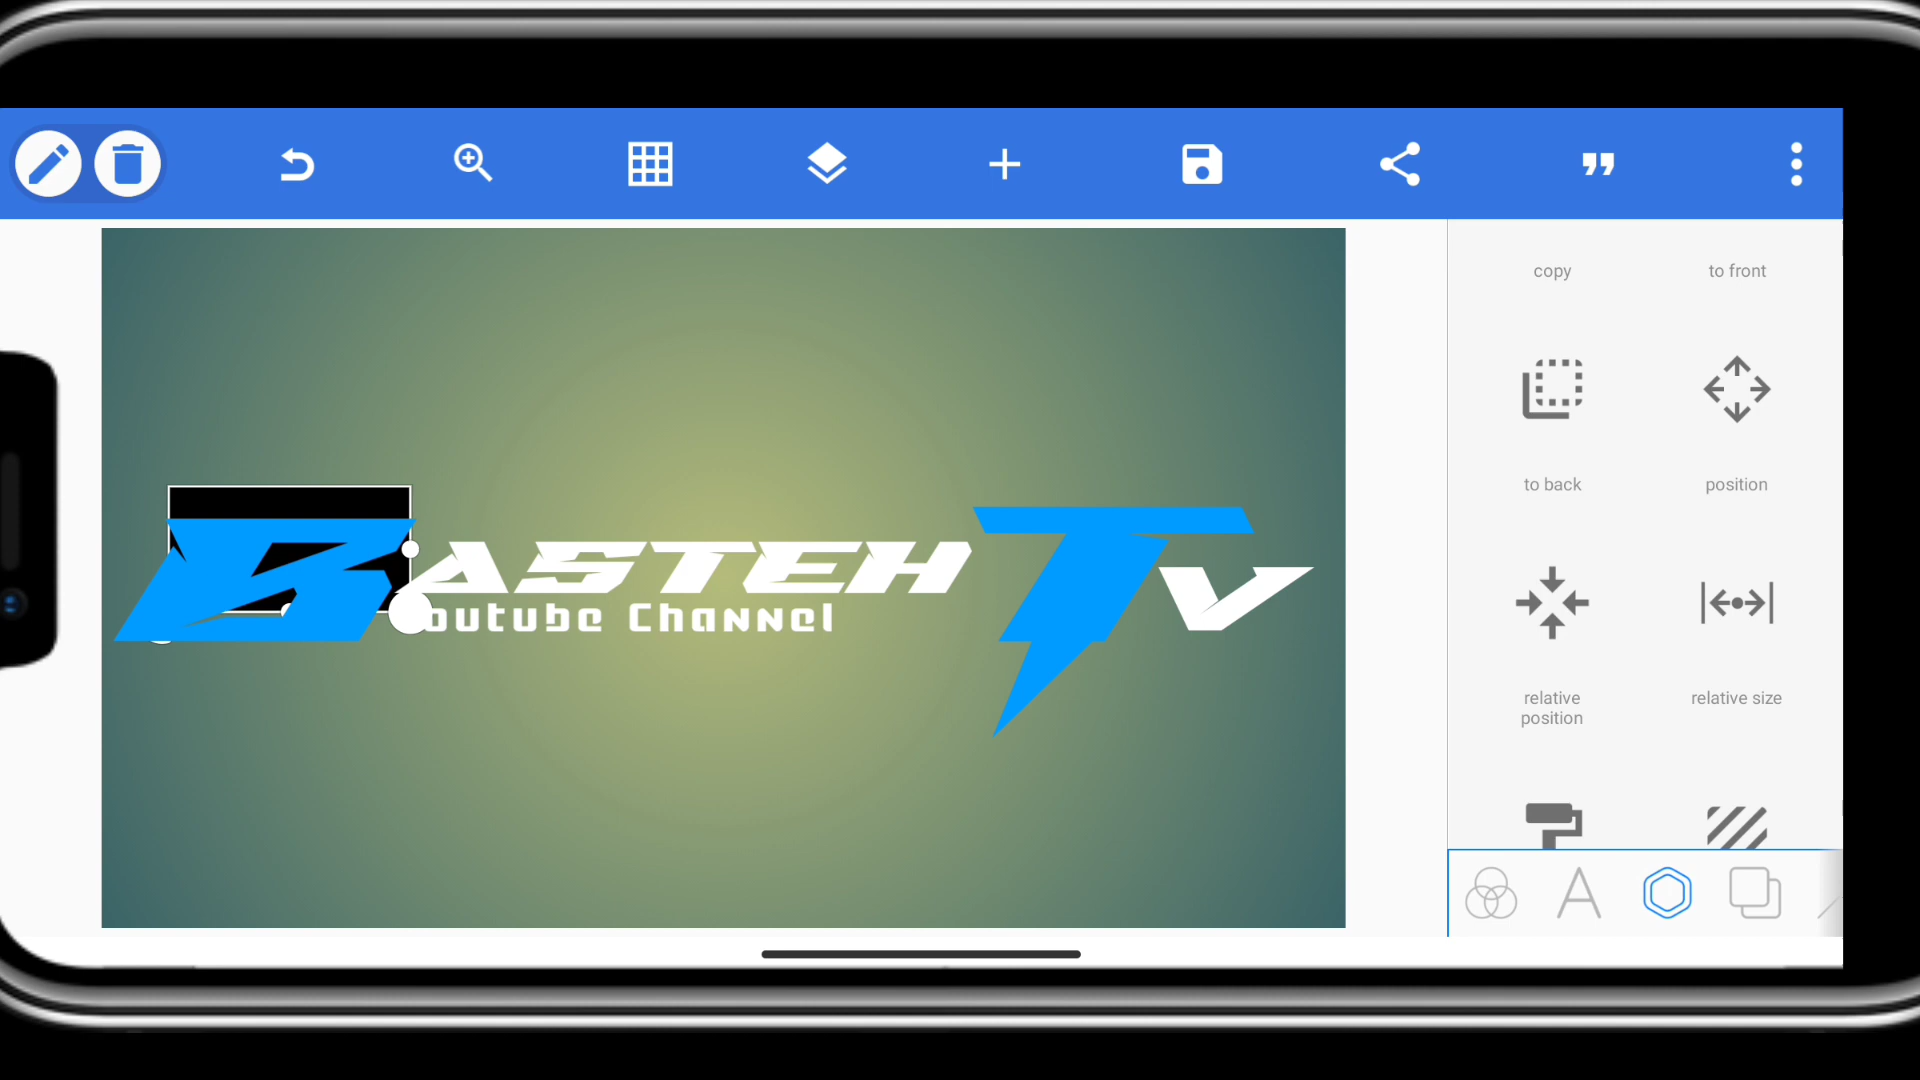 copy
to front
to back
position
relative position
relative size
BASTEH Tv
outube Channel